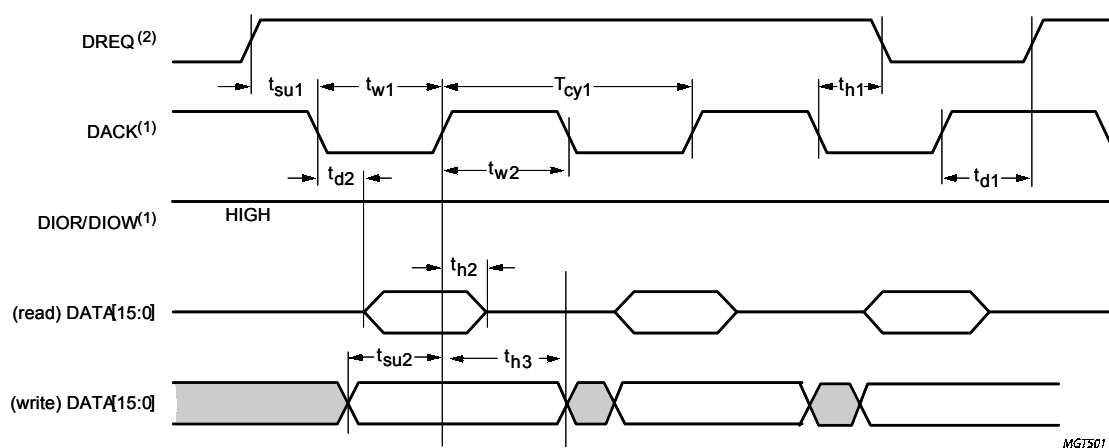 DREQ(2)
tsu1 tw1 Tcy1 th1
DACK(1)
td2 tw2 td1
HIGH
DIOR/DIOW(1)
th2
(read) DATA[15:0]
tsu2 th3
(write) DATA[15:0]
MGT501